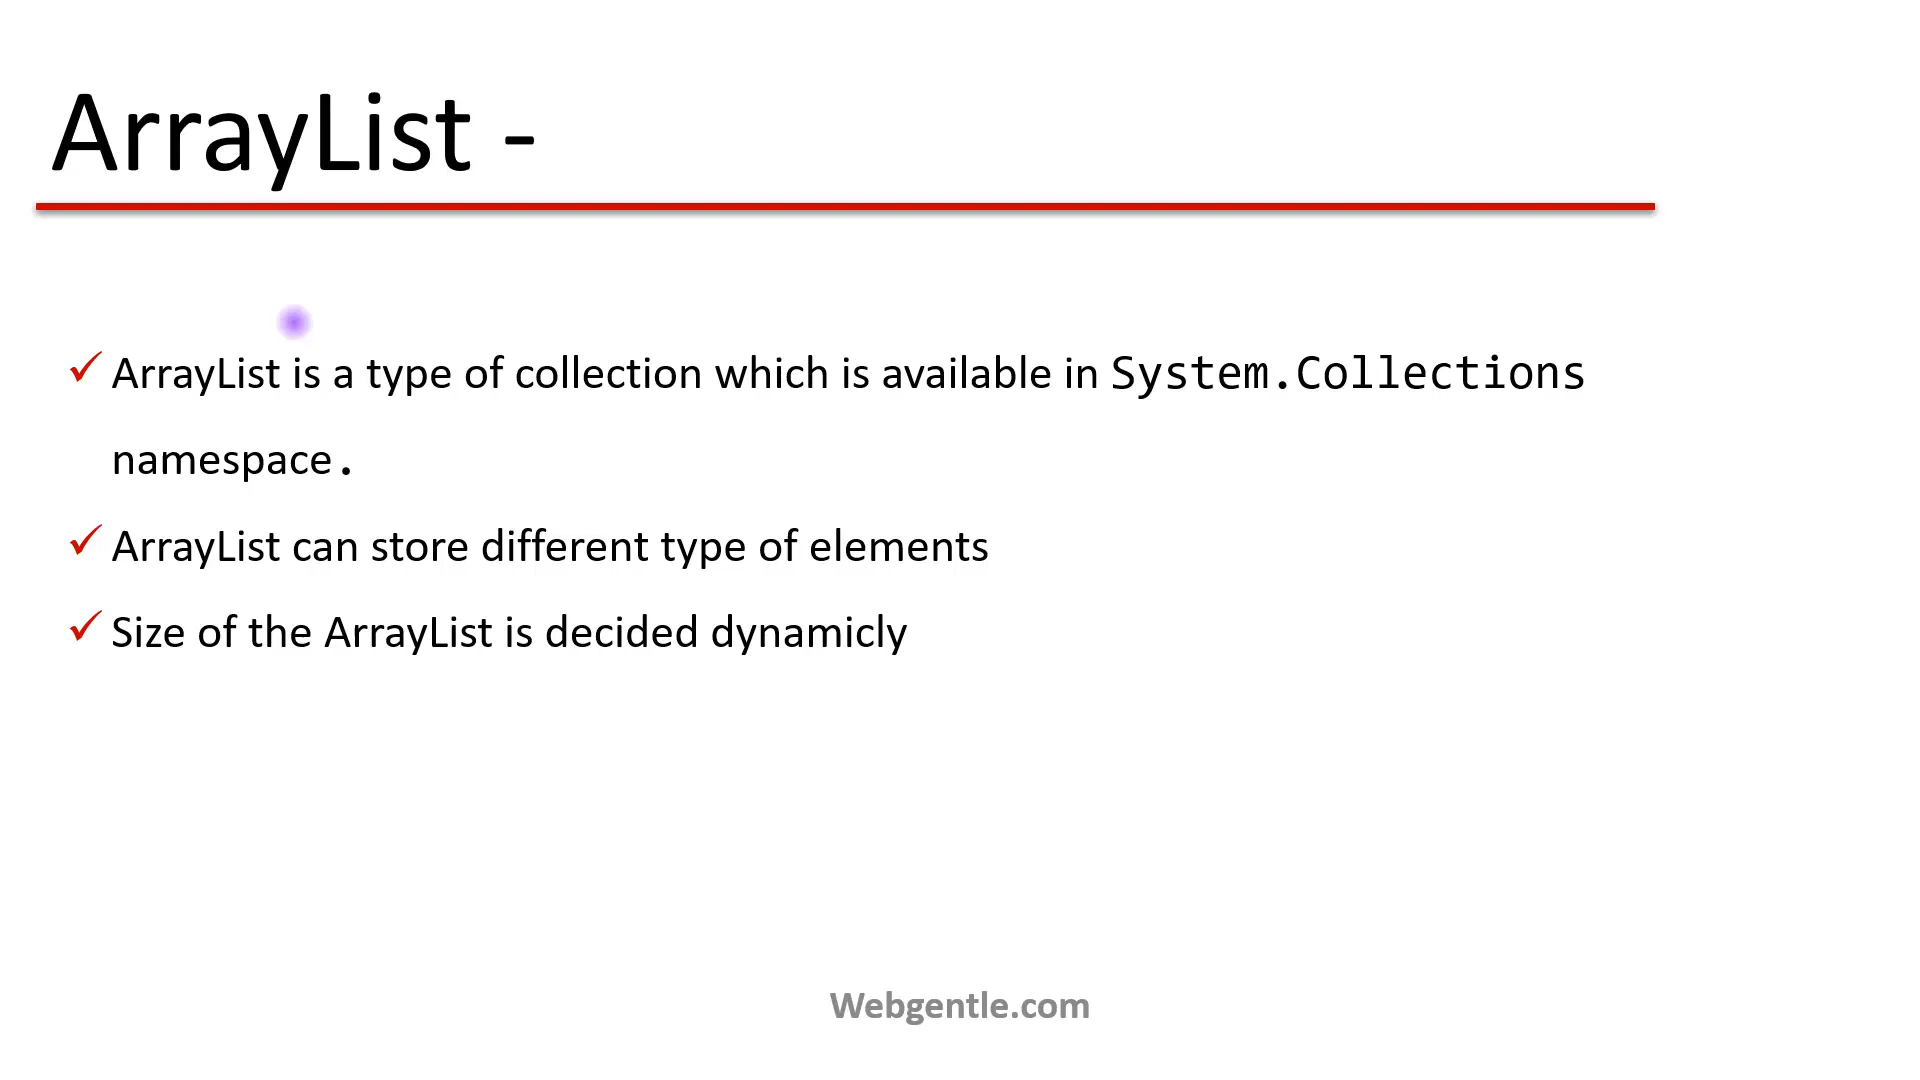 ArrayList -
ArrayList is a type of collection which is available in System.Collections
namespace.
ArrayList can store different type of elements
Size of the ArrayList is decided dynamicly
Webgentle.com